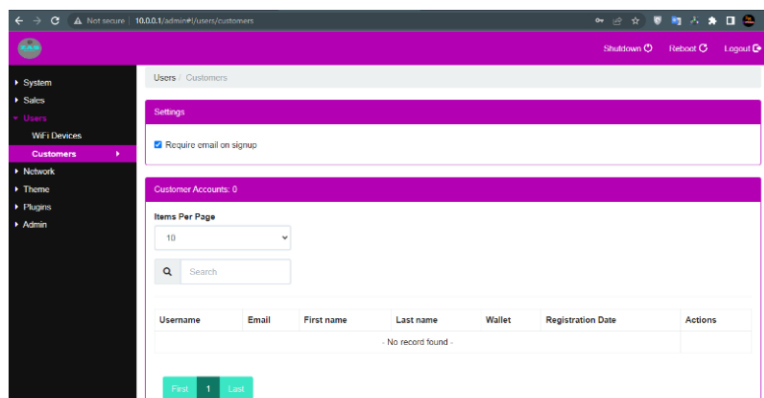 Not secure | 10.0.0.1/admin#!/users/customers
Shutdown Reboot Logout
System
Sales
Users
WiFi Devices
Customers
Network
Theme
Plugins
Admin
Users / Customers
Settings
Require email on signup
Customer Accounts: 0
Items Per Page
10
Search
Username Email First name Last name Wallet Registration Date Actions
- No record found -
First 1 Last